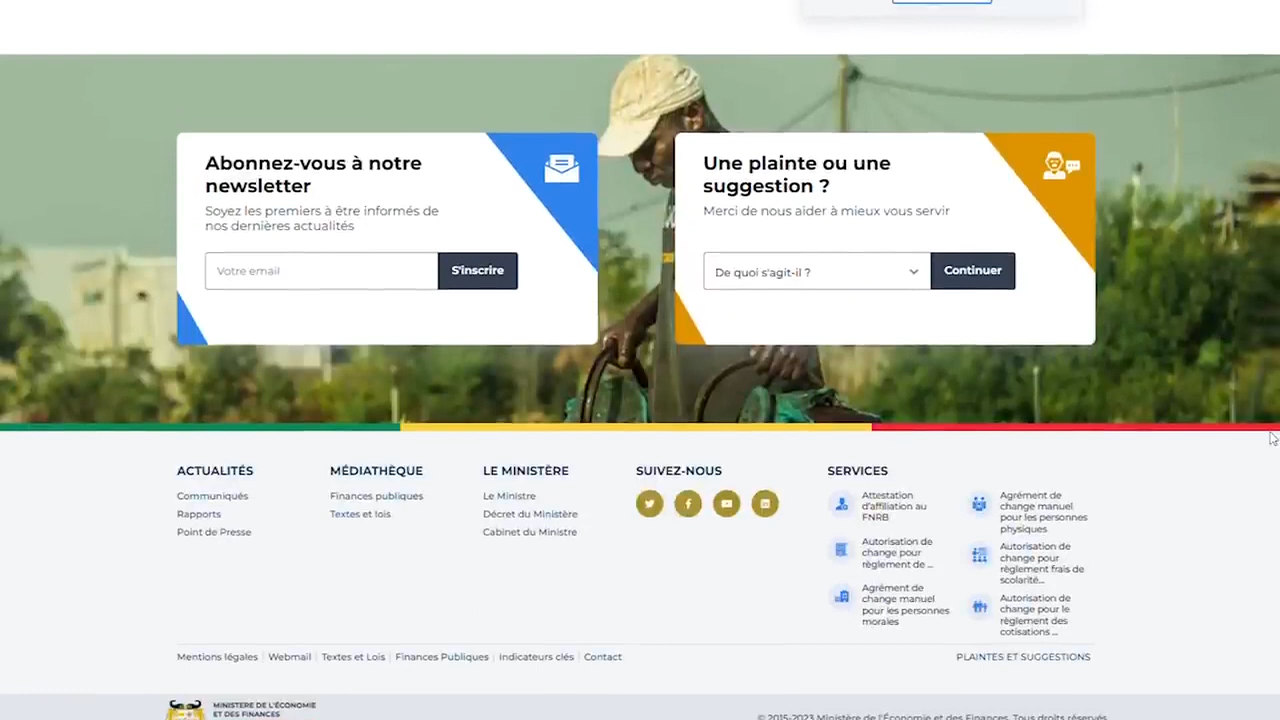 Abonnez-vous à notre
newsletter
Soyez les premiers à être informés de
nos dernières actualités
Votre email
S'inscrire
Une plainte ou une
suggestion ?
Merci de nous aider à mieux vous servir
De quoi s'agit-il ?
Continuer
ACTUALITÉS
Communiqués
Rapports
Point de Presse
MÉDIATHÈQUE
Finances publiques
Textes et lois
LE MINISTÈRE
Le Ministre
Décret du Ministère
Cabinet du Ministre
SUIVEZ-NOUS
SERVICES
Attestation
d'affiliation au
FNRB
Autorisation de
change pour
règlement de ...
Agrément de
change manuel
pour les personnes
morales
Agrément de
change manuel
pour les personnes
physiques
Autorisation de
change pour
règlement frais de
scolarité...
Autorisation de
change pour le
règlement des
cotisations ...
Mentions légales
Webmail
Textes et Lois
Finances Publiques
Indicateurs clés
Contact
PLAINTES ET SUGGESTIONS
MINISTERE DE L'ÉCONOMIE
ET DES FINANCES
© 2015-2023 Ministère de l'Économie et des Finances. Tous droits réservés